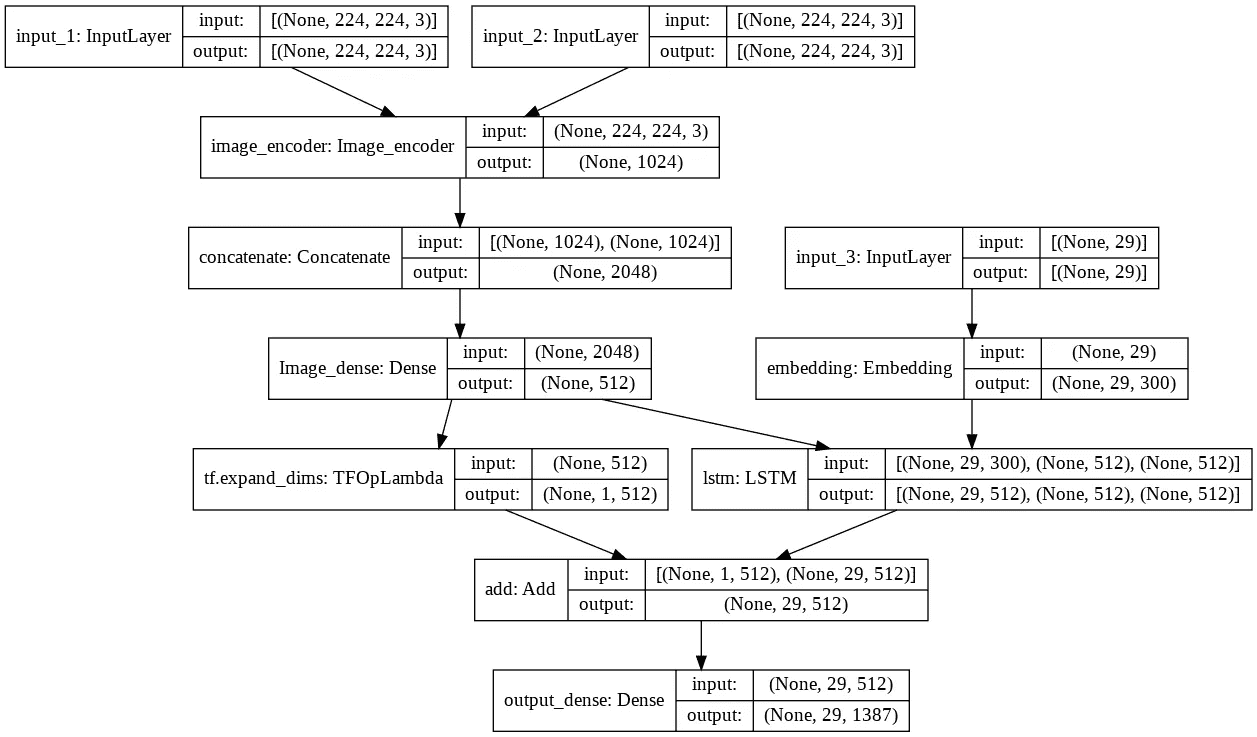 input_1: InputLayer
input: [(None, 224, 224, 3)]
output: [(None, 224, 224, 3)]
input_2: InputLayer
input: [(None, 224, 224, 3)]
output: [(None, 224, 224, 3)]
image_encoder: Image_encoder
input: (None, 224, 224, 3)
output: (None, 1024)
concatenate: Concatenate
input: [(None, 1024), (None, 1024)]
output: (None, 2048)
input_3: InputLayer
input: [(None, 29)]
output: [(None, 29)]
Image_dense: Dense
input: (None, 2048)
output: (None, 512)
embedding: Embedding
input: (None, 29)
output: (None, 29, 300)
tf.expand_dims: TFOpLambda
input: (None, 512)
output: (None, 1, 512)
lstm: LSTM
input: [(None, 29, 300), (None, 512), (None, 512)]
output: [(None, 29, 512), (None, 512), (None, 512)]
add: Add
input: [(None, 1, 512), (None, 29, 512)]
output: (None, 29, 512)
output_dense: Dense
input: (None, 29, 512)
output: (None, 29, 1387)